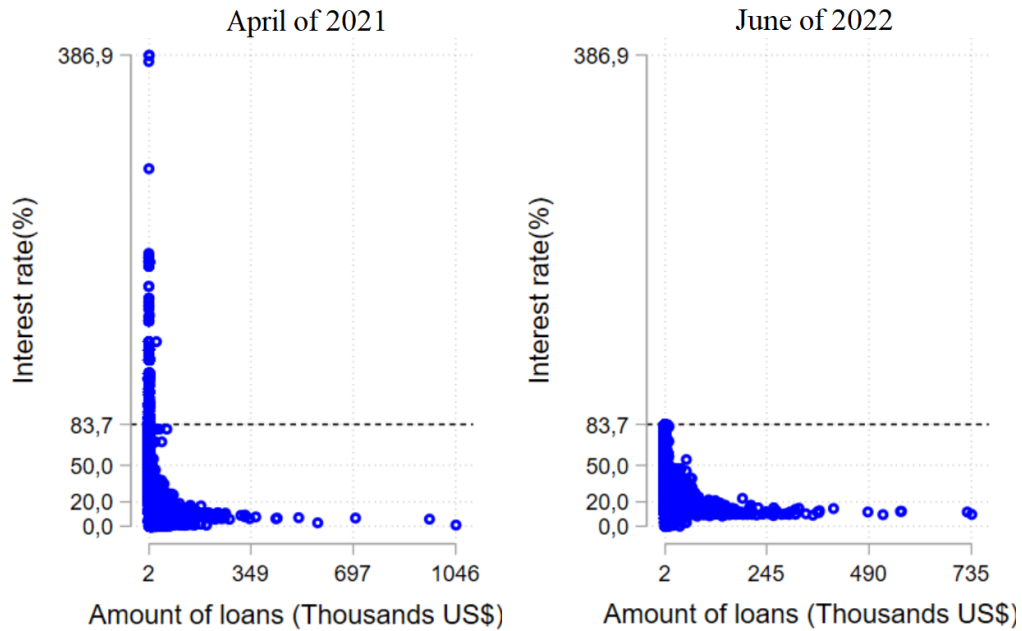 April of 2021
386,9
83,7
50,0
20,0
0,0
Interest rate(%)
2 349 697 1046
Amount of loans (Thousands US$)
June of 2022
386,9
83,7
50,0
20,0
0,0
Interest rate(%)
2 245 490 735
Amount of loans (Thousands US$)